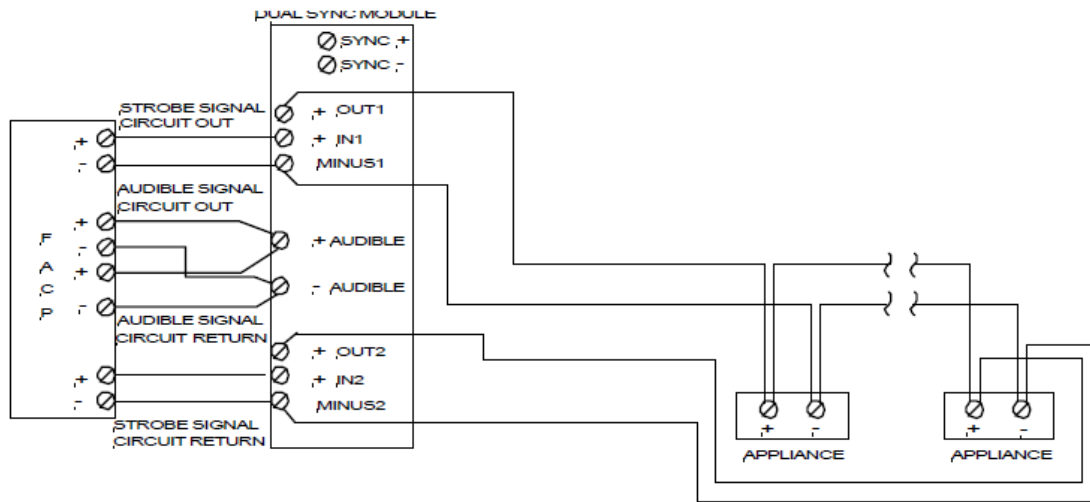 DUAL SYNC MODULE
SYNC +
SYNC -
STROBE SIGNAL
CIRCUIT OUT
+ OUT1
+ IN1
MINUS1
+
-
AUDIBLE SIGNAL
CIRCUIT OUT
+
-
+
-
F
A
C
P
+ AUDIBLE
- AUDIBLE
AUDIBLE SIGNAL
CIRCUIT RETURN
+ OUT2
+ IN2
MINUS2
+
-
STROBE SIGNAL
CIRCUIT RETURN
+ -
APPLIANCE
+ -
APPLIANCE